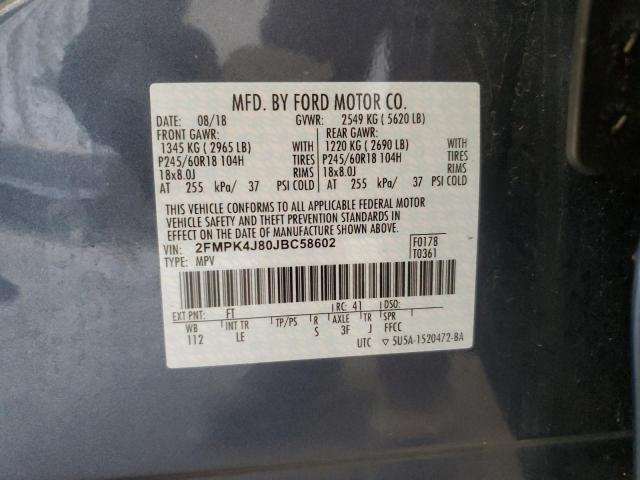 MFD. BY FORD MOTOR CO.
DATE: 08/18 GVWR: 2549 KG ( 5620 LB)
FRONT GAWR: REAR GAWR:
1345 KG ( 2965 LB) 1220 KG ( 2690 LB)
P245/60R18 104H TIRES P245/60R18 104H TIRES
18x8.0J RIMS 18x8.0J RIMS
AT 255 kPa/ 37 PSI COLD AT 255 kPa/ 37 PSI COLD
THIS VEHICLE CONFORMS TO ALL APPLICABLE FEDERAL MOTOR
VEHICLE SAFETY AND THEFT PREVENTION STANDARDS IN
EFFECT ON THE DATE OF MANUFACTURE SHOWN ABOVE.
VIN: 2FMPK4J80JBC58602 F0178
TYPE: MPV T0361
EXT PNT: FT RC: 41 DSO:
WB INT TR TP/PS R AXLE TR SPR
112 LE S 3F J FFCC
UTC ▽ 5U5A-1520472-BA